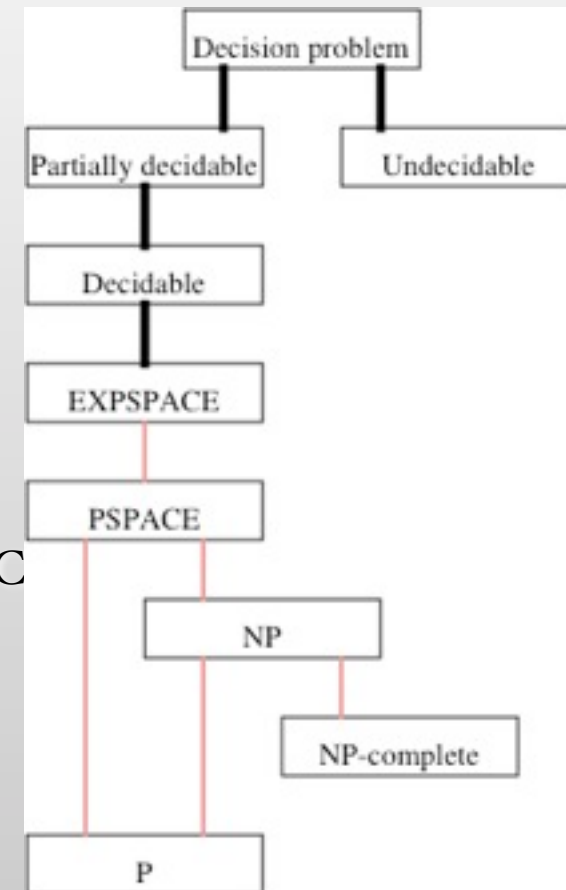 Decision problem
Partially decidable
Undecidable
Decidable
EXPSPACE
PSPACE
C
NP
NP-complete
P